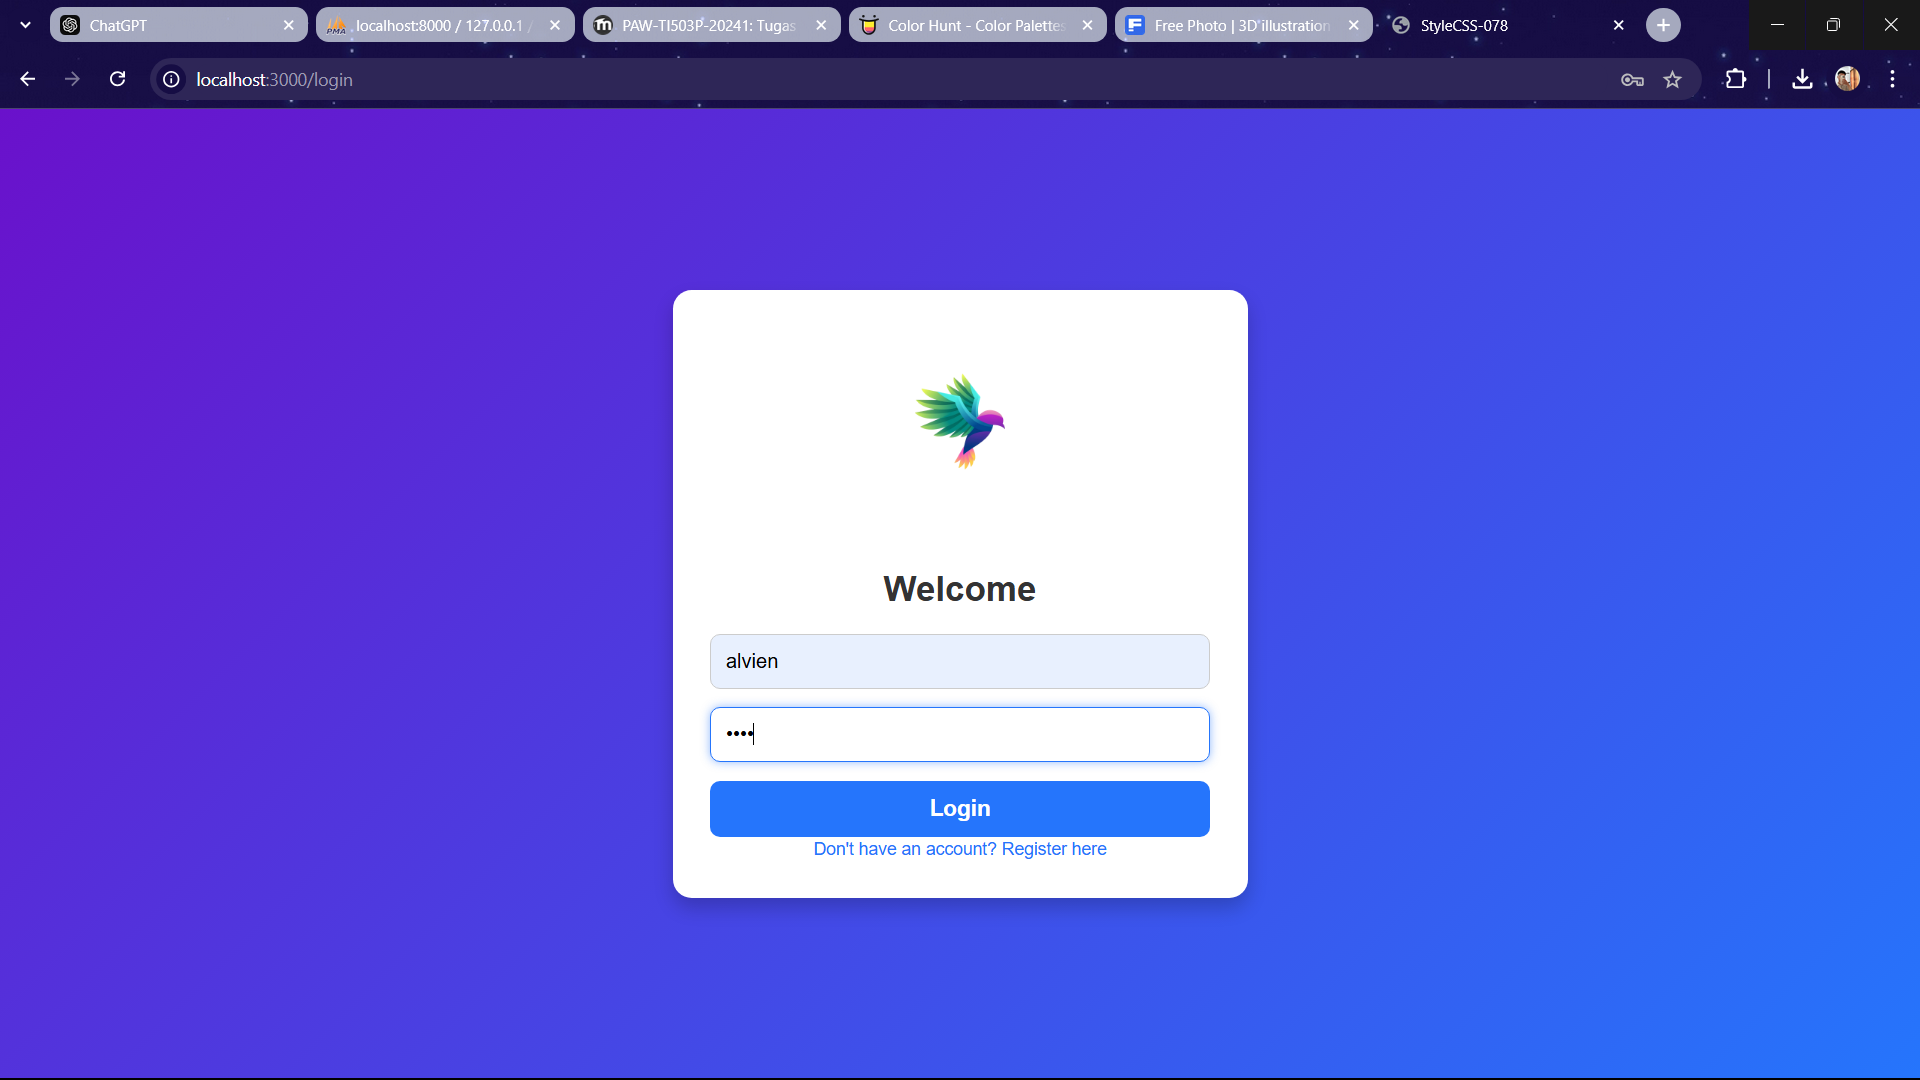 ChatGPT
localhost:8000 / 127.0.0.1 /
PAW-TI503P-20241: Tugas
Color Hunt - Color Palettes
Free Photo | 3D illustration
StyleCSS-078
localhost:3000/login
PMA
Welcome
alvien
••••
Login
Don't have an account? Register here